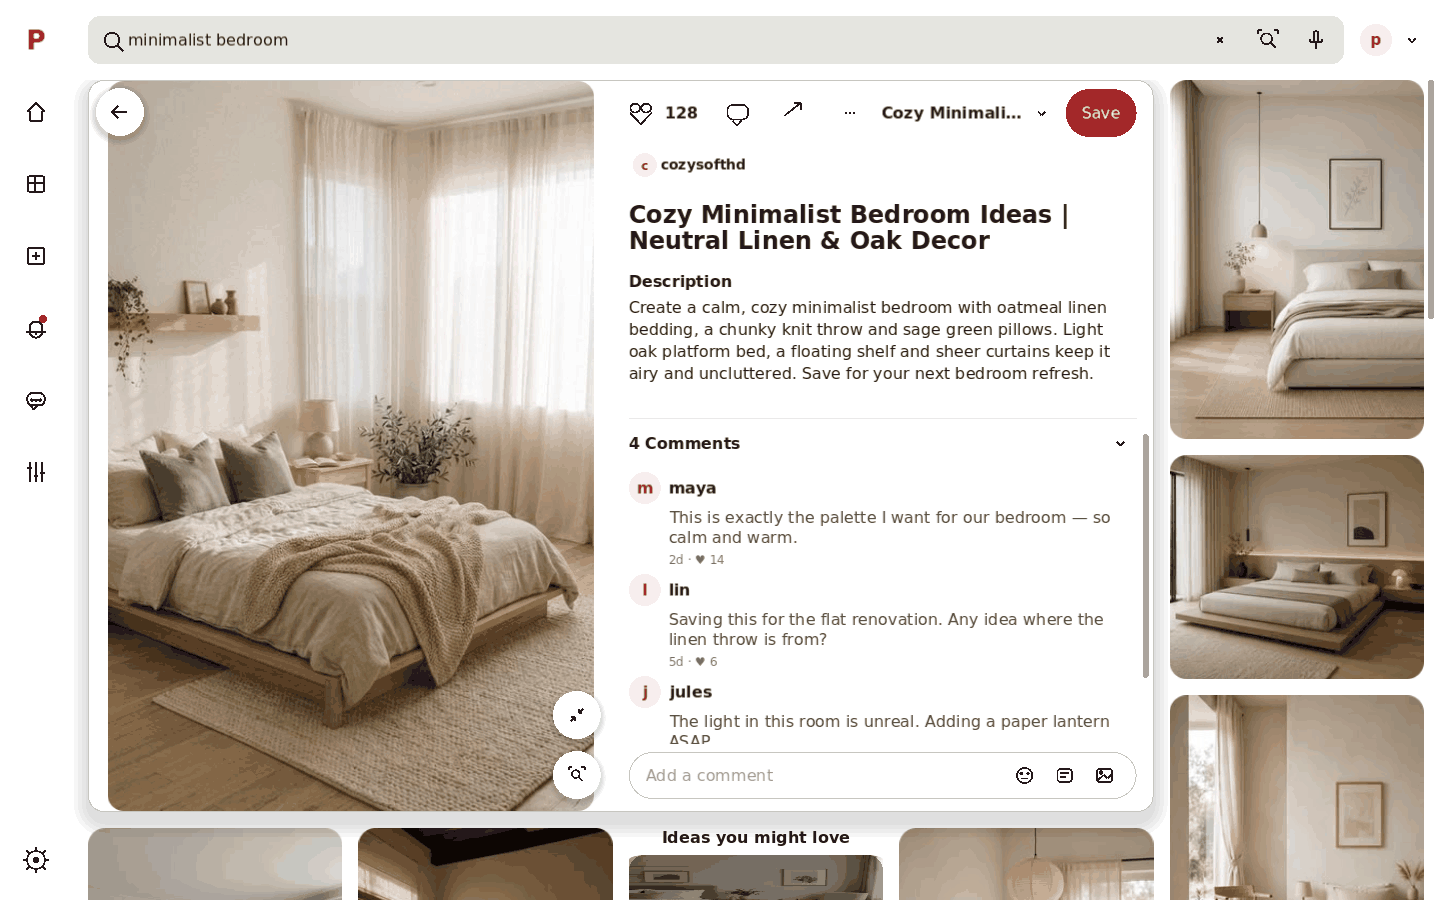 P
minimalist bedroom
p
128
Cozy Minimali...
Save
c
cozysofthd
Cozy Minimalist Bedroom Ideas |
Neutral Linen & Oak Decor
Description
Create a calm, cozy minimalist bedroom with oatmeal linen
bedding, a chunky knit throw and sage green pillows. Light
oak platform bed, a floating shelf and sheer curtains keep it
airy and uncluttered. Save for your next bedroom refresh.
4 Comments
m
maya
This is exactly the palette I want for our bedroom — so
calm and warm.
2d · ♥ 14
l
lin
Saving this for the flat renovation. Any idea where the
linen throw is from?
5d · ♥ 6
j
jules
The light in this room is unreal. Adding a paper lantern
ASAP
Add a comment
Ideas you might love